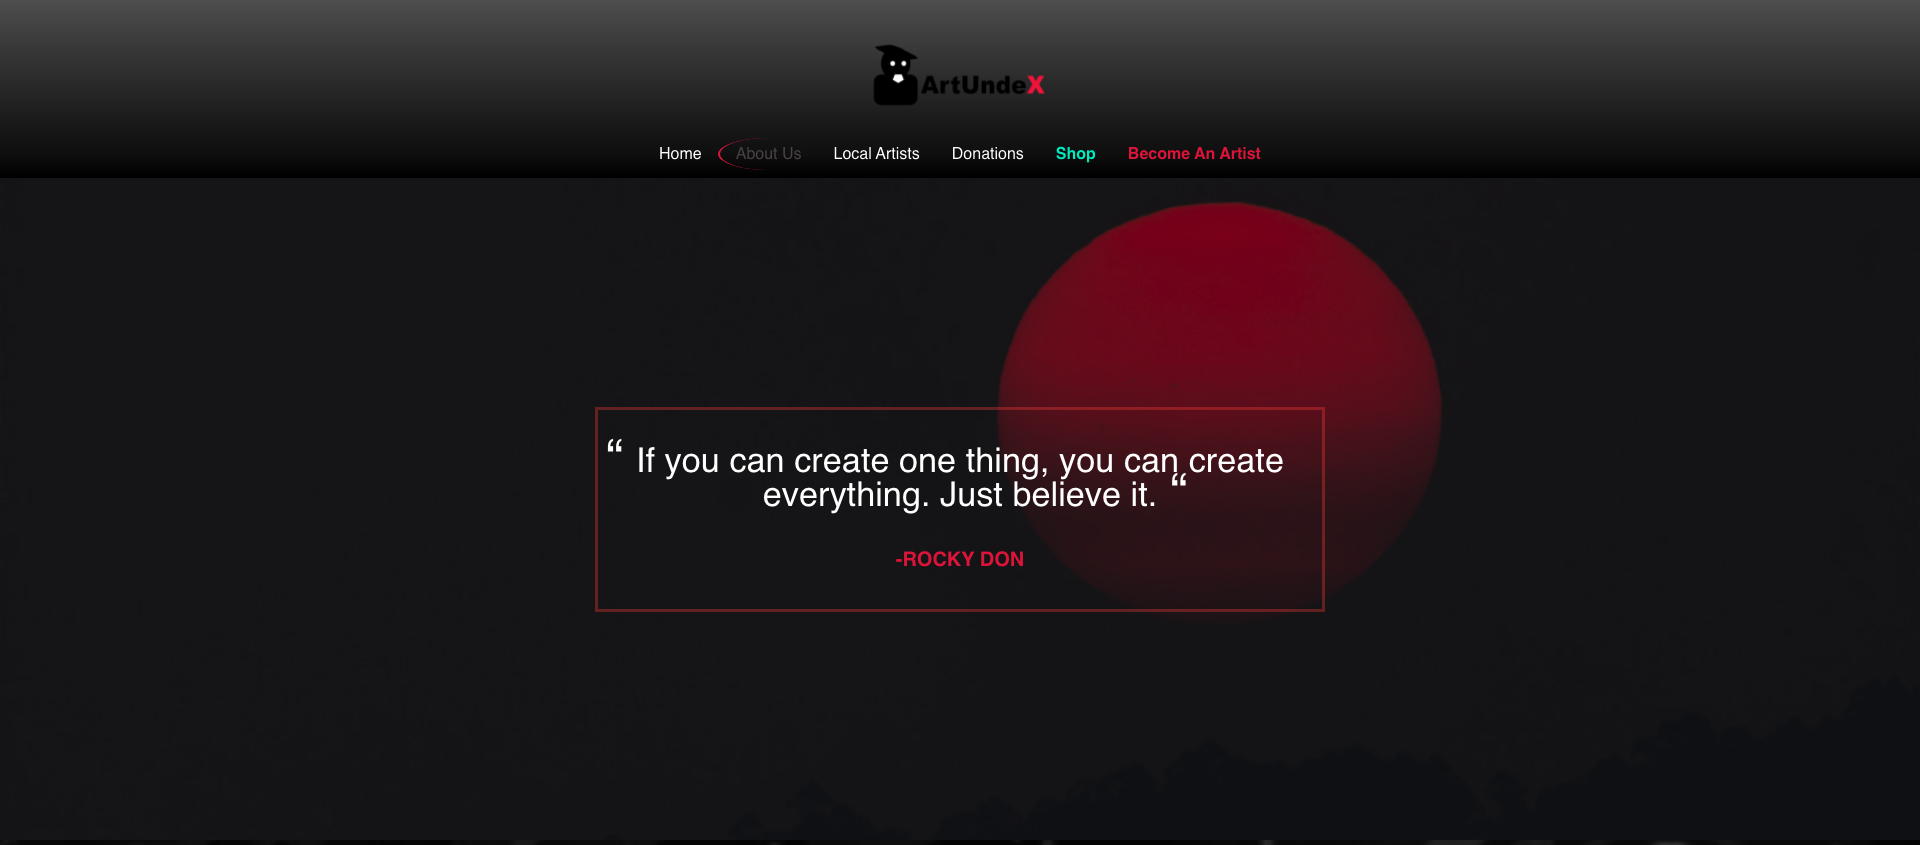 ArtUndeX
Home About Us Local Artists Donations Shop Become An Artist
“ If you can create one thing, you can create
everything. Just believe it. “
-ROCKY DON